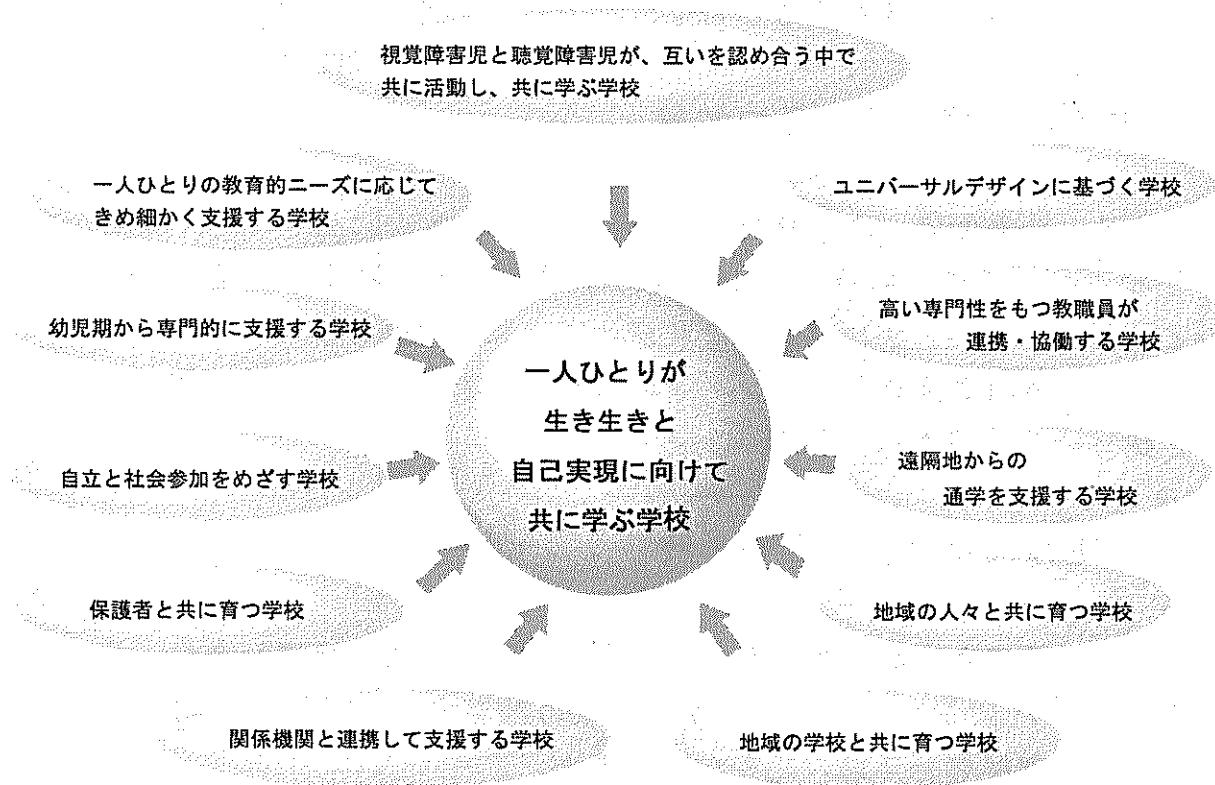 視覚障害児と聴覚障害児が、互いを認め合う中で
共に活動し、共に学ぶ学校
一人ひとりの教育的ニーズに応じて
きめ細かく支援する学校
ユニバーサルデザインに基づく学校
幼児期から専門的に支援する学校
高い専門性をもつ教職員が
連携・協働する学校
一人ひとりが
生き生きと
自己実現に向けて
共に学ぶ学校
自立と社会参加をめざす学校
遠隔地からの
通学を支援する学校
保護者と共に育つ学校
地域の人々と共に育つ学校
関係機関と連携して支援する学校
地域の学校と共に育つ学校